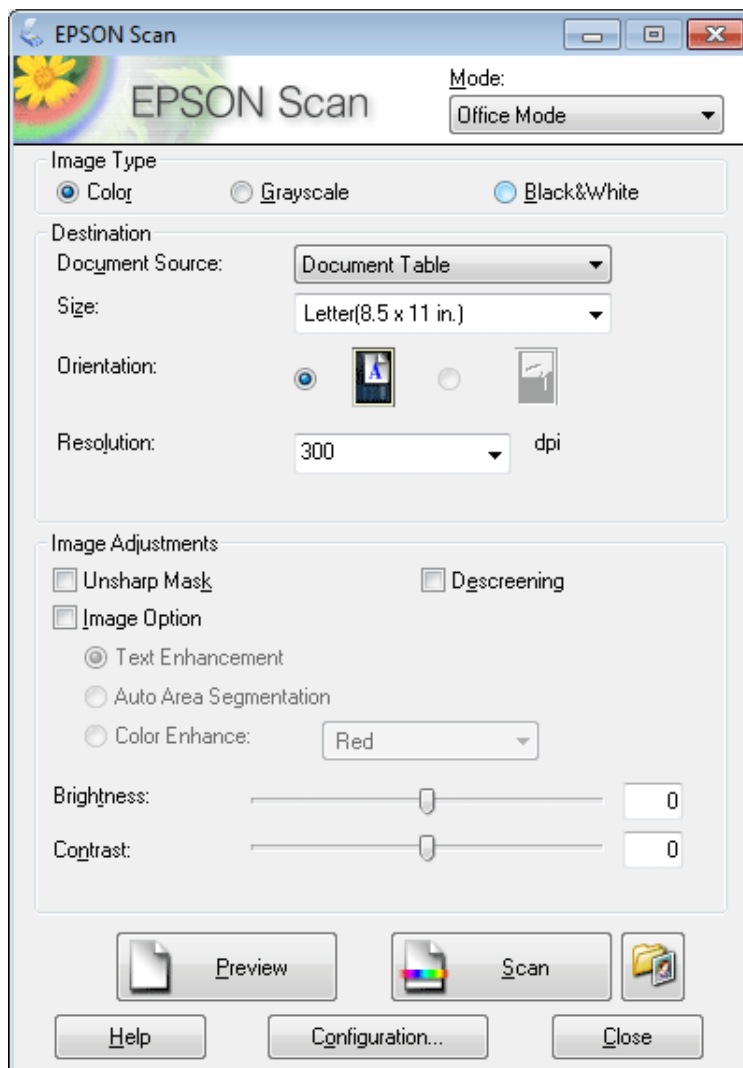 EPSON Scan
EPSON Scan
Mode:
Office Mode
Image Type
Color Grayscale Black&White
Destination
Document Source: Document Table
Size: Letter(8.5 x 11 in.)
Orientation: A
Resolution: 300 dpi
Image Adjustments
Unsharp Mask Descreening
Image Option
Text Enhancement
Auto Area Segmentation
Color Enhance: Red
Brightness: 0
Contrast: 0
Preview Scan
Help Configuration... Close